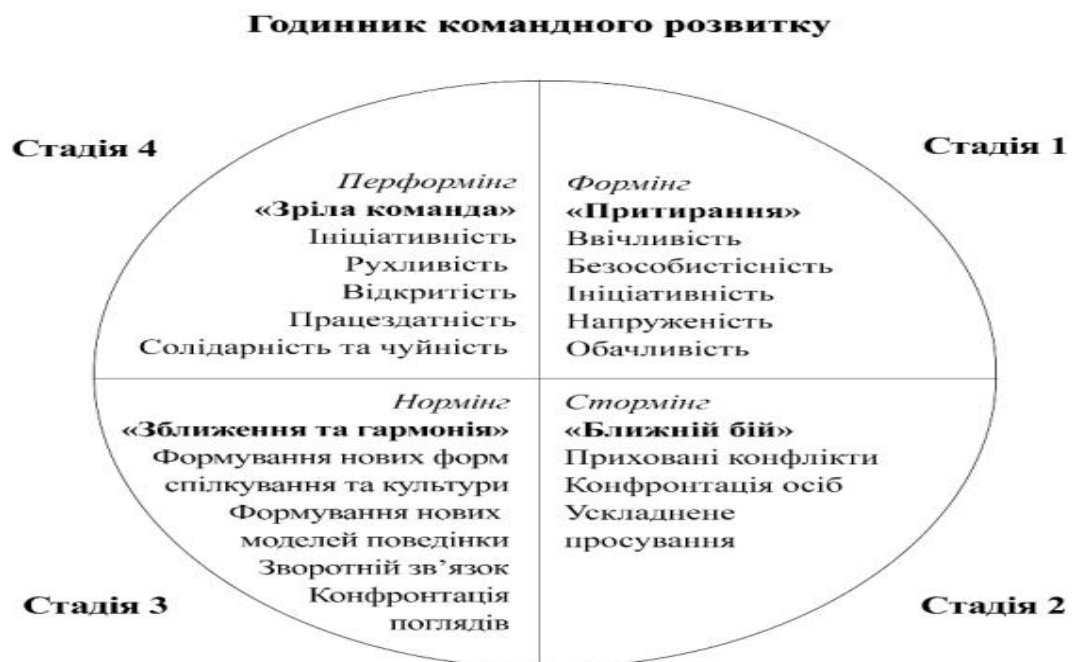 Годинник командного розвитку
Стадія 4
Перформінг
«Зріла команда»
Ініціативність
Рухливість
Відкритість
Працездатність
Солідарність та чуйність
Стадія 1
Формінг
«Притирання»
Ввічливість
Безособистісність
Ініціативність
Напруженість
Обачливість
Нормінг
«Зближення та гармонія»
Формування нових форм
спілкування та культури
Формування нових
моделей поведінки
Зворотній зв’язок
Конфронтація
поглядів
Стадія 3
Стормінг
«Ближній бій»
Приховані конфлікти
Конфронтація осіб
Ускладнене
просування
Стадія 2